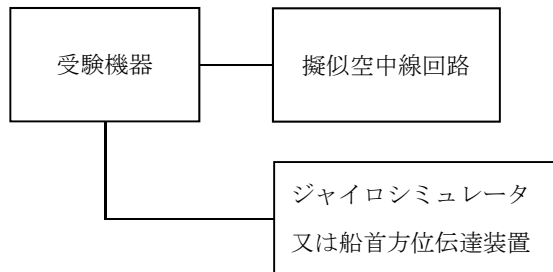 受験機器
擬似空中線回路
ジャイロシミュレータ
又は船首方位伝達装置